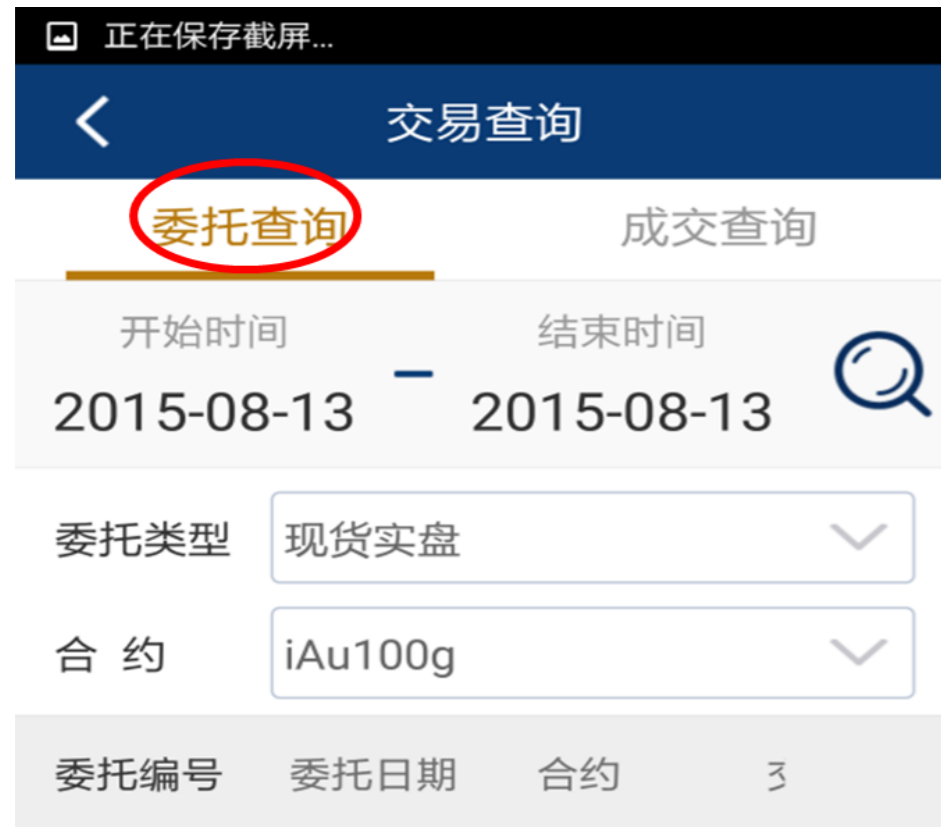 正在保存截屏...
交易查询
委托查询 成交查询
开始时间 结束时间
2015-08-13 - 2015-08-13
委托类型 现货实盘
合 约 iAu100g
委托编号 委托日期 合约